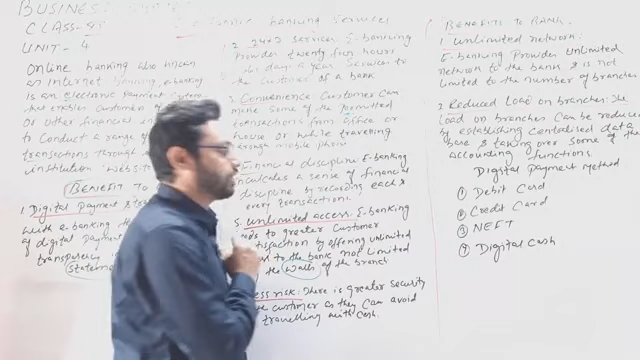 BUSINESS
CLASS - 
UNIT - 4
Online banking also known
as Internet banking, e-banking
is an electronic payment system
that enables customers of
or other financial in
to conduct a range of
transactions through
institution website
BENEFIT TO
1 Digital Payment &
with e-banking th
of digital payment
transparency
Statem
banking services
2. 24x7 services E-banking
Provides twenty four hours
days a year services to
the customer of a bank
3. Convenience Customer can
make some of the permitted
transactions from office or
house or while travelling
through mobile phone
Financial discipline E-banking
inculcates a sense of financial
discipline by recording each &
every transactions.
5. unlimited access: E-banking
leads to greater customer
satisfaction by offering unlimited
to the bank not limited
the walls of the branch
less risk: There is greater security
customer as they can avoid
travelling with cash.
BENEFITS TO BANK.
1 unlimited network:
E-banking Provides unlimited
network to the bank & is not
limited to the number of branches
2 Reduced Load on branches: The
Load on branches can be reduced
by establishing centralised data
base & taking over some of the
accounting functions
Digital Payment method
① Debit Card
② Credit Card
③ NEFT
④ Digital Cash